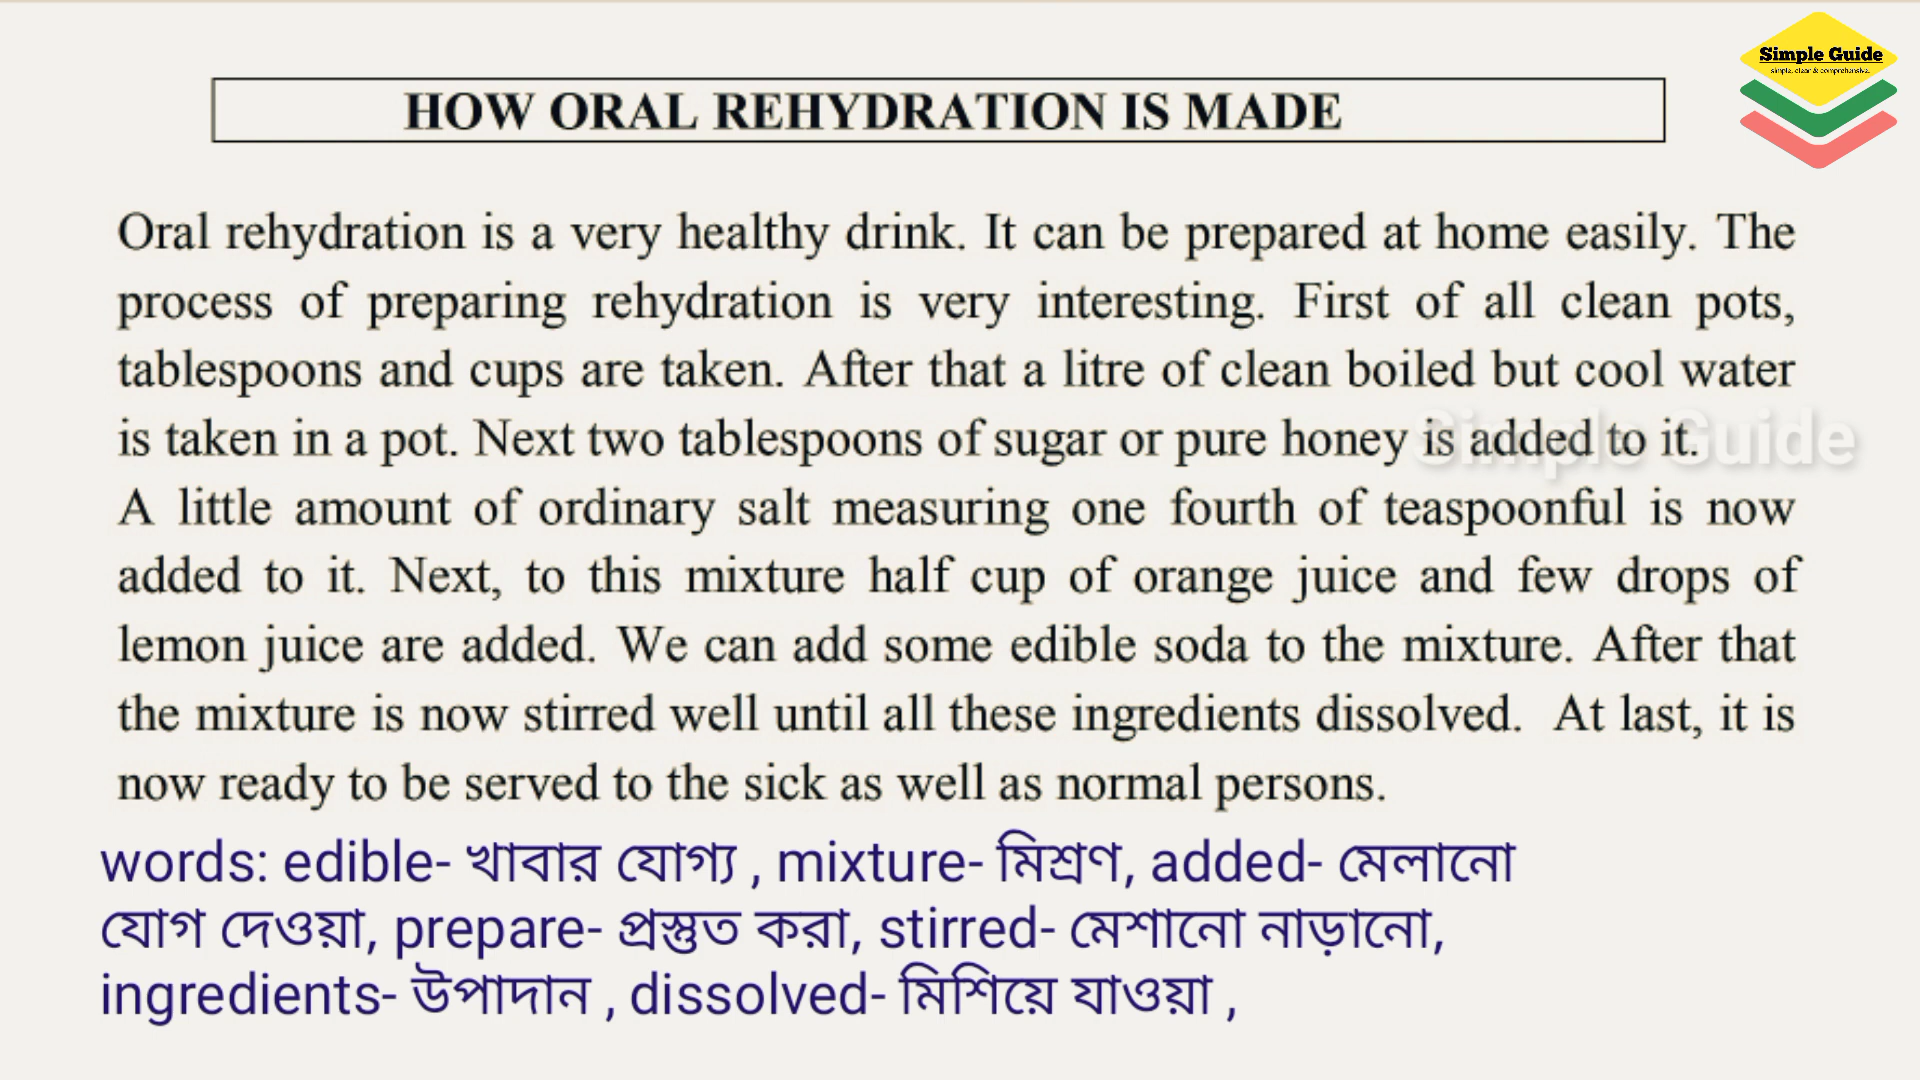 Simple Guide
simple, clear & comprehensive.
HOW ORAL REHYDRATION IS MADE
Oral rehydration is a very healthy drink. It can be prepared at home easily. The
process of preparing rehydration is very interesting. First of all clean pots,
tablespoons and cups are taken. After that a litre of clean boiled but cool water
is taken in a pot. Next two tablespoons of sugar or pure honey is added to it.
Simple Guide
A little amount of ordinary salt measuring one fourth of teaspoonful is now
added to it. Next, to this mixture half cup of orange juice and few drops of
lemon juice are added. We can add some edible soda to the mixture. After that
the mixture is now stirred well until all these ingredients dissolved. At last, it is
now ready to be served to the sick as well as normal persons.
words: edible- খাবার যোগ্য , mixture- মিশ্রণ, added- মেলানো
যোগ দেওয়া, prepare- প্রস্তুত করা, stirred- মেশানো নাড়ানো,
ingredients- উপাদান , dissolved- মিশিয়ে যাওয়া ,